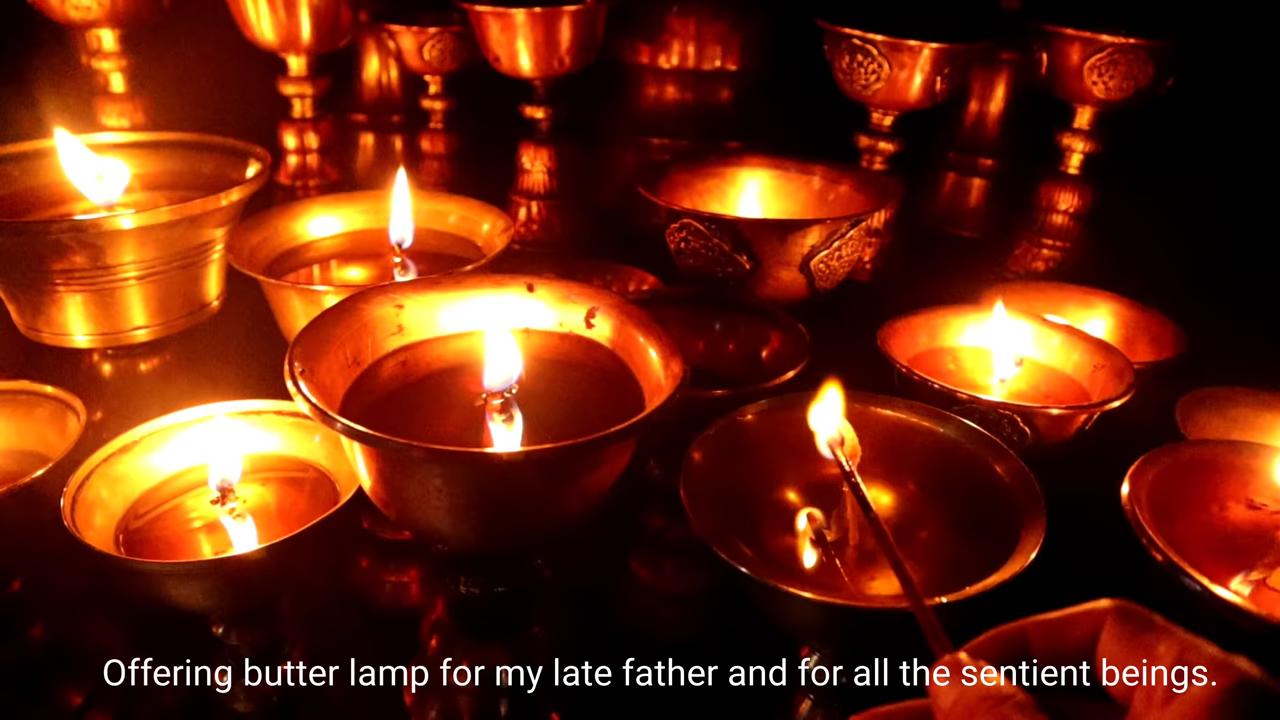 Offering butter lamp for my late father and for all the sentient beings.